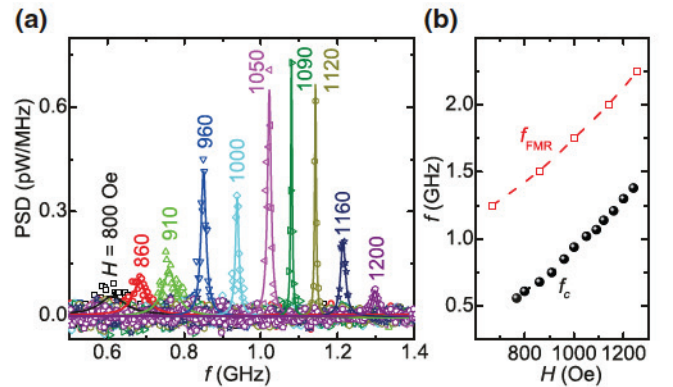 (a)
(b)
PSD (pW/MHz)
0.6
0.3
0.0
H = 800 Oe
860
910
960
1000
1050
1090
1120
1160
1200
0.6 0.8 1.0 1.2 1.4
f (GHz)
f (GHz)
2.0
1.5
1.0
0.5
fFMR
fc
800 1000 1200
H (Oe)